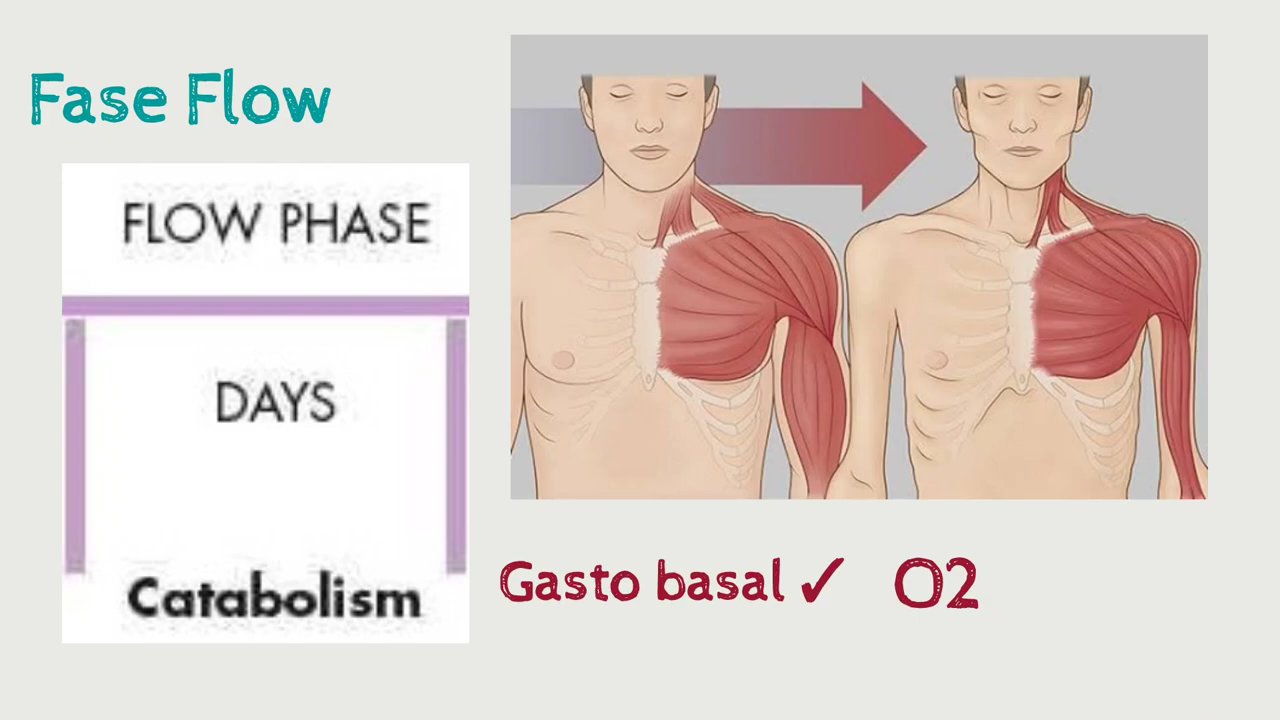 Fase Flow
FLOW PHASE
DAYS
Catabolism
Gasto basal ✓ O2